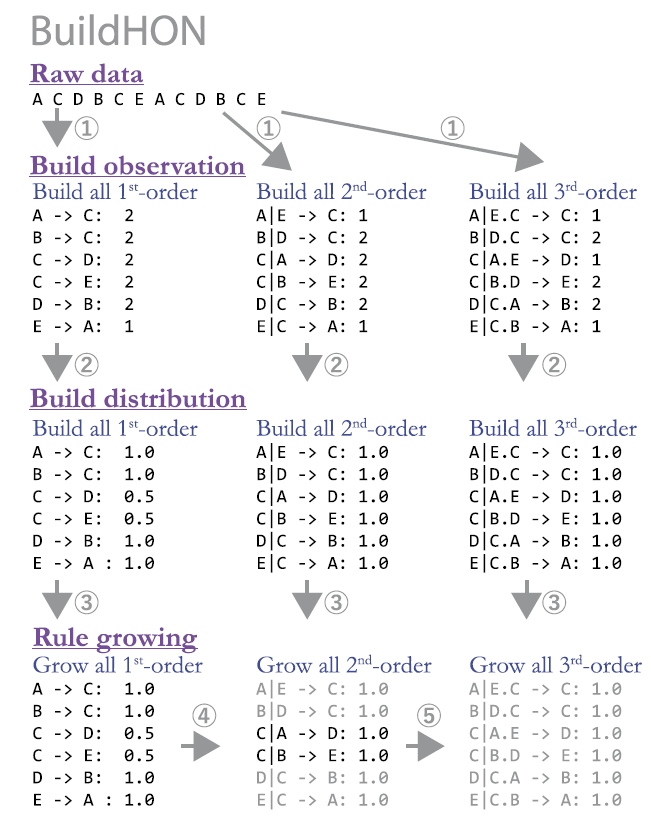 BuildHON
Raw data
A C D B C E A C D B C E
① ① ①
Build observation
Build all 1st-order Build all 2nd-order Build all 3rd-order
A -> C: 2 A|E -> C: 1 A|E.C -> C: 1
B -> C: 2 B|D -> C: 2 B|D.C -> C: 2
C -> D: 2 C|A -> D: 2 C|A.E -> D: 1
C -> E: 2 C|B -> E: 2 C|B.D -> E: 2
D -> B: 2 D|C -> B: 2 D|C.A -> B: 2
E -> A: 1 E|C -> A: 1 E|C.B -> A: 1
② ② ②
Build distribution
Build all 1st-order Build all 2nd-order Build all 3rd-order
A -> C: 1.0 A|E -> C: 1.0 A|E.C -> C: 1.0
B -> C: 1.0 B|D -> C: 1.0 B|D.C -> C: 1.0
C -> D: 0.5 C|A -> D: 1.0 C|A.E -> D: 1.0
C -> E: 0.5 C|B -> E: 1.0 C|B.D -> E: 1.0
D -> B: 1.0 D|C -> B: 1.0 D|C.A -> B: 1.0
E -> A : 1.0 E|C -> A: 1.0 E|C.B -> A: 1.0
③ ③ ③
Rule growing
Grow all 1st-order Grow all 2nd-order Grow all 3rd-order
A -> C: 1.0 A|E -> C: 1.0 A|E.C -> C: 1.0
B -> C: 1.0 B|D -> C: 1.0 B|D.C -> C: 1.0
④ ⑤
C -> D: 0.5 C|A -> D: 1.0 C|A.E -> D: 1.0
C -> E: 0.5 C|B -> E: 1.0 C|B.D -> E: 1.0
D -> B: 1.0 D|C -> B: 1.0 D|C.A -> B: 1.0
E -> A : 1.0 E|C -> A: 1.0 E|C.B -> A: 1.0